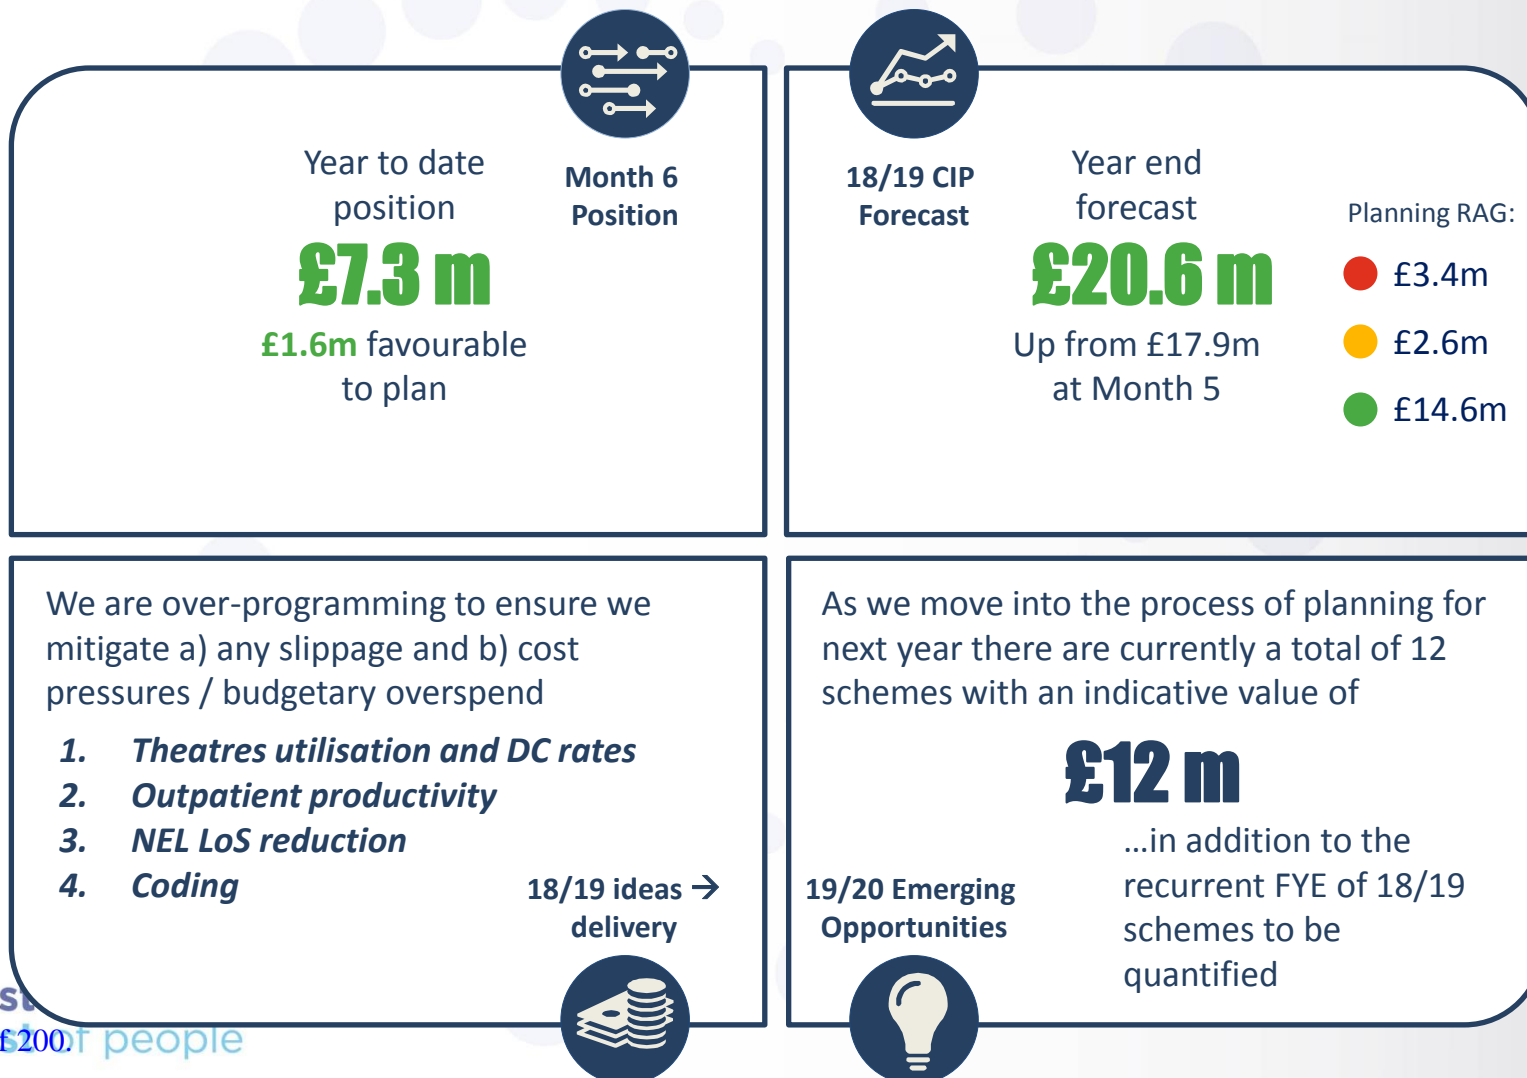 Year to date
position
£7.3 m
£1.6m favourable
to plan
Month 6
Position
18/19 CIP
Forecast
Year end
forecast
£20.6 m
Up from £17.9m
at Month 5
Planning RAG:
£3.4m
£2.6m
£14.6m
We are over-programming to ensure we
mitigate a) any slippage and b) cost
pressures / budgetary overspend
1. Theatres utilisation and DC rates
2. Outpatient productivity
3. NEL LoS reduction
4. Coding
18/19 ideas →
delivery
As we move into the process of planning for
next year there are currently a total of 12
schemes with an indicative value of
£12 m
...in addition to the
recurrent FYE of 18/19
schemes to be
quantified
19/20 Emerging
Opportunities
f 200.
of people